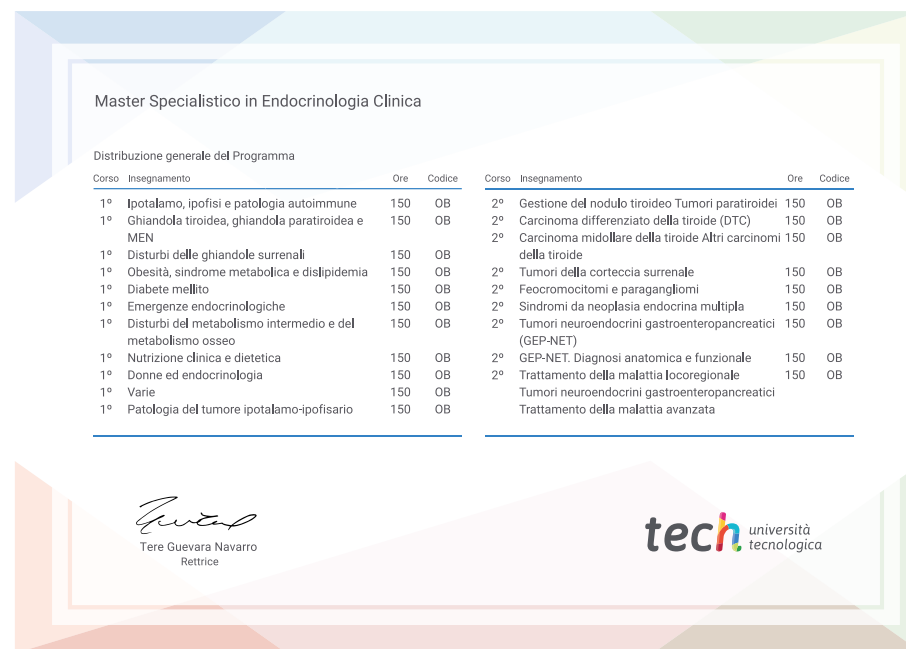 Master Specialistico in Endocrinologia Clinica
Distribuzione generale del Programma
Corso Insegnamento Ore Codice
1º Ipotalamo, ipofisi e patologia autoimmune 150 OB
1º Ghiandola tiroidea, ghiandola paratiroidea e 150 OB
MEN
1º Disturbi delle ghiandole surrenali 150 OB
1º Obesità, sindrome metabolica e dislipidemia 150 OB
1º Diabete mellito 150 OB
1º Emergenze endocrinologiche 150 OB
1º Disturbi del metabolismo intermedio e del 150 OB
metabolismo osseo
1º Nutrizione clinica e dietetica 150 OB
1º Donne ed endocrinologia 150 OB
1º Varie 150 OB
1º Patologia del tumore ipotalamo-ipofisario 150 OB
Corso Insegnamento Ore Codice
2º Gestione del nodulo tiroideo Tumori paratiroidei 150 OB
2º Carcinoma differenziato della tiroide (DTC) 150 OB
2º Carcinoma midollare della tiroide Altri carcinomi 150 OB
della tiroide
2º Tumori della corteccia surrenale 150 OB
2º Feocromocitomi e paragangliomi 150 OB
2º Sindromi da neoplasia endocrina multipla 150 OB
2º Tumori neuroendocrini gastroenteropancreatici 150 OB
(GEP-NET)
2º GEP-NET. Diagnosi anatomica e funzionale 150 OB
2º Trattamento della malattia locoregionale 150 OB
Tumori neuroendocrini gastroenteropancreatici
Trattamento della malattia avanzata
Tere Guevara Navarro
Rettrice
tech università
tecnologica